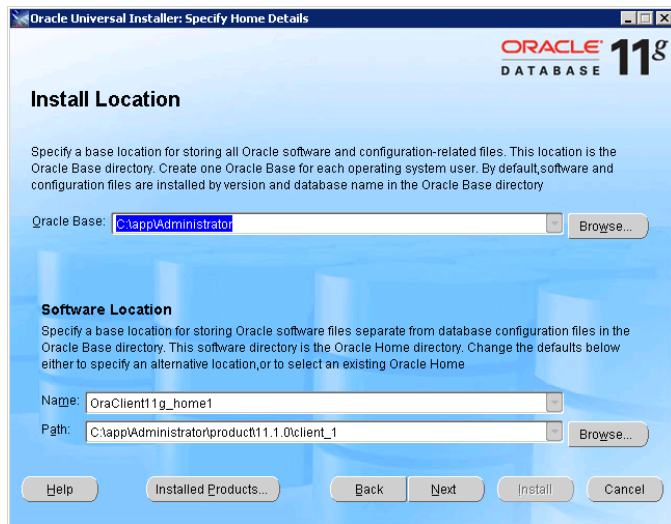 Oracle Universal Installer: Specify Home Details
ORACLE
DATABASE 11g
Install Location
Specify a base location for storing all Oracle software and configuration-related files. This location is the
Oracle Base directory. Create one Oracle Base for each operating system user. By default,software and
configuration files are installed by version and database name in the Oracle Base directory
Oracle Base: C:\app\Administrator Browse...
Software Location
Specify a base location for storing Oracle software files separate from database configuration files in the
Oracle Base directory. This software directory is the Oracle Home directory. Change the defaults below
either to specify an alternative location,or to select an existing Oracle Home
Name: OraClient11g_home1
Path: C:\app\Administrator\product\11.1.0\client_1 Browse...
Help Installed Products... Back Next Install Cancel